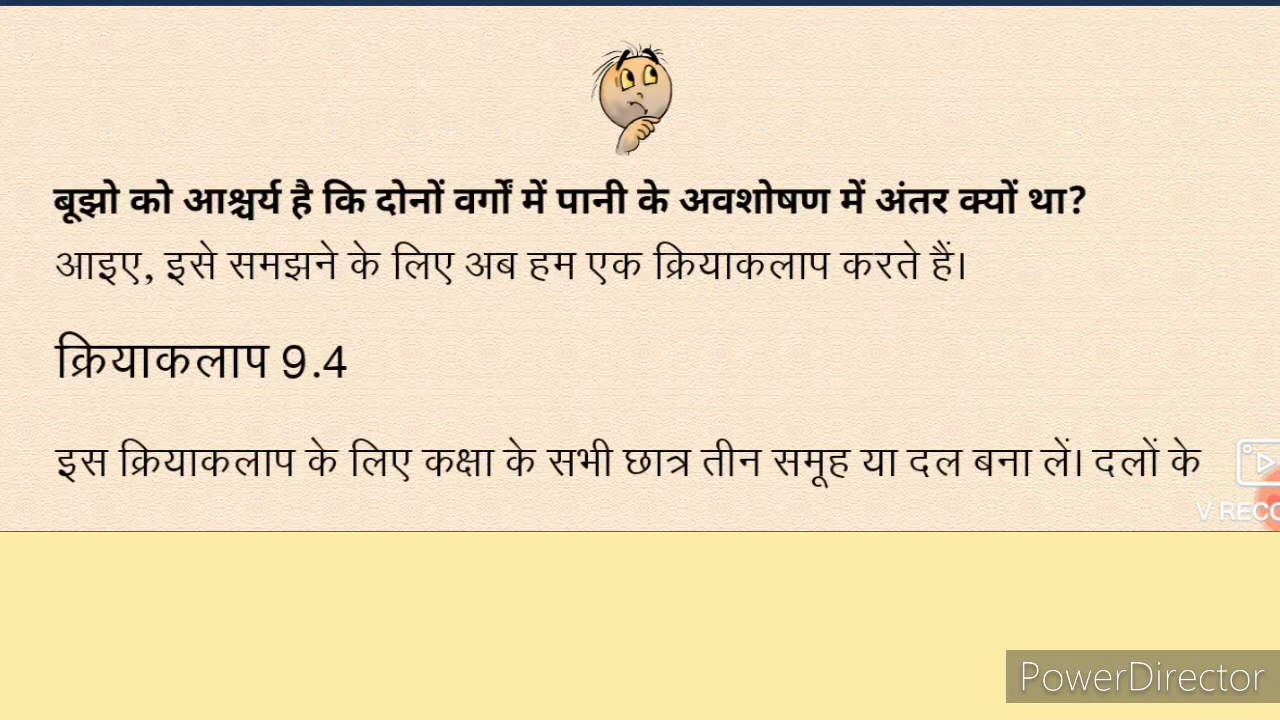 बूझो को आश्चर्य है कि दोनों वर्गों में पानी के अवशोषण में अंतर क्यों था?
आइए, इसे समझने के लिए अब हम एक क्रियाकलाप करते हैं।
क्रियाकलाप 9.4
इस क्रियाकलाप के लिए कक्षा के सभी छात्र तीन समूह या दल बना लें। दलों के
V RECO
PowerDirector